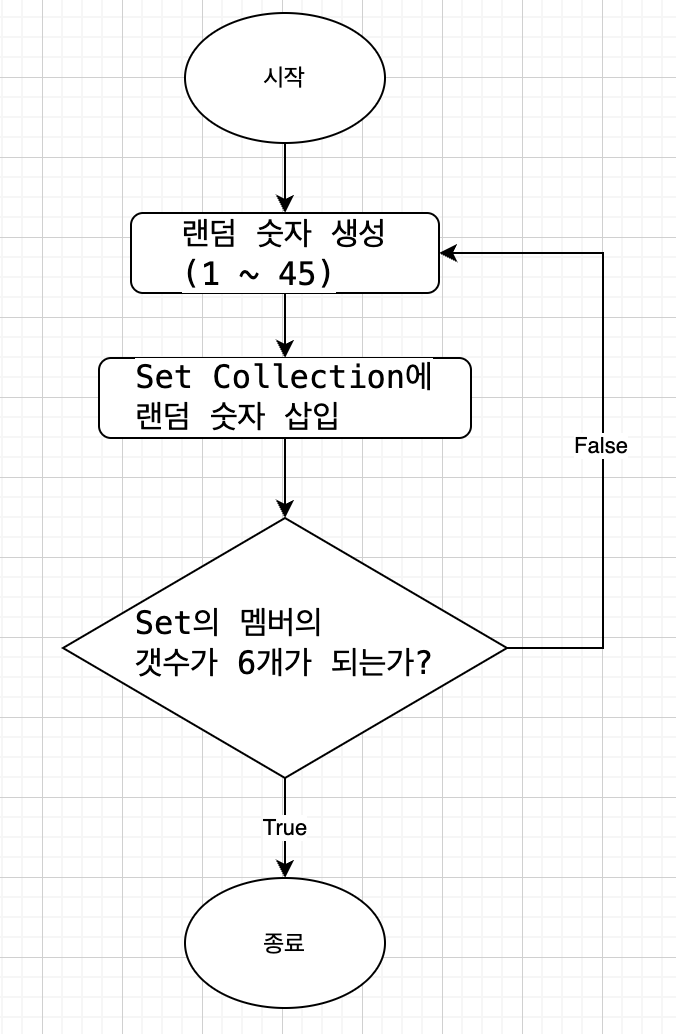 시작
랜덤 숫자 생성
(1 ~ 45)
Set Collection에
랜덤 숫자 삽입
False
Set의 멤버의
갯수가 6개가 되는가?
True
종료